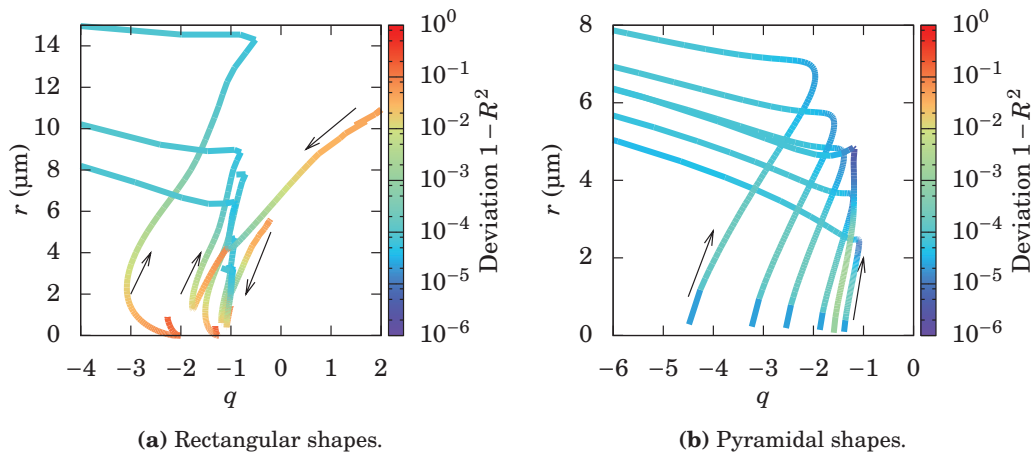 14
12
10
8
6
4
2
0
r (µm)
−4 −3 −2 −1 0 1 2
q
10^0
10^−1
10^−2
10^−3
10^−4
10^−5
10^−6
Deviation 1−R^2
(a) Rectangular shapes.
8
6
4
2
0
r (µm)
−6 −5 −4 −3 −2 −1 0
q
10^0
10^−1
10^−2
10^−3
10^−4
10^−5
10^−6
Deviation 1−R^2
(b) Pyramidal shapes.